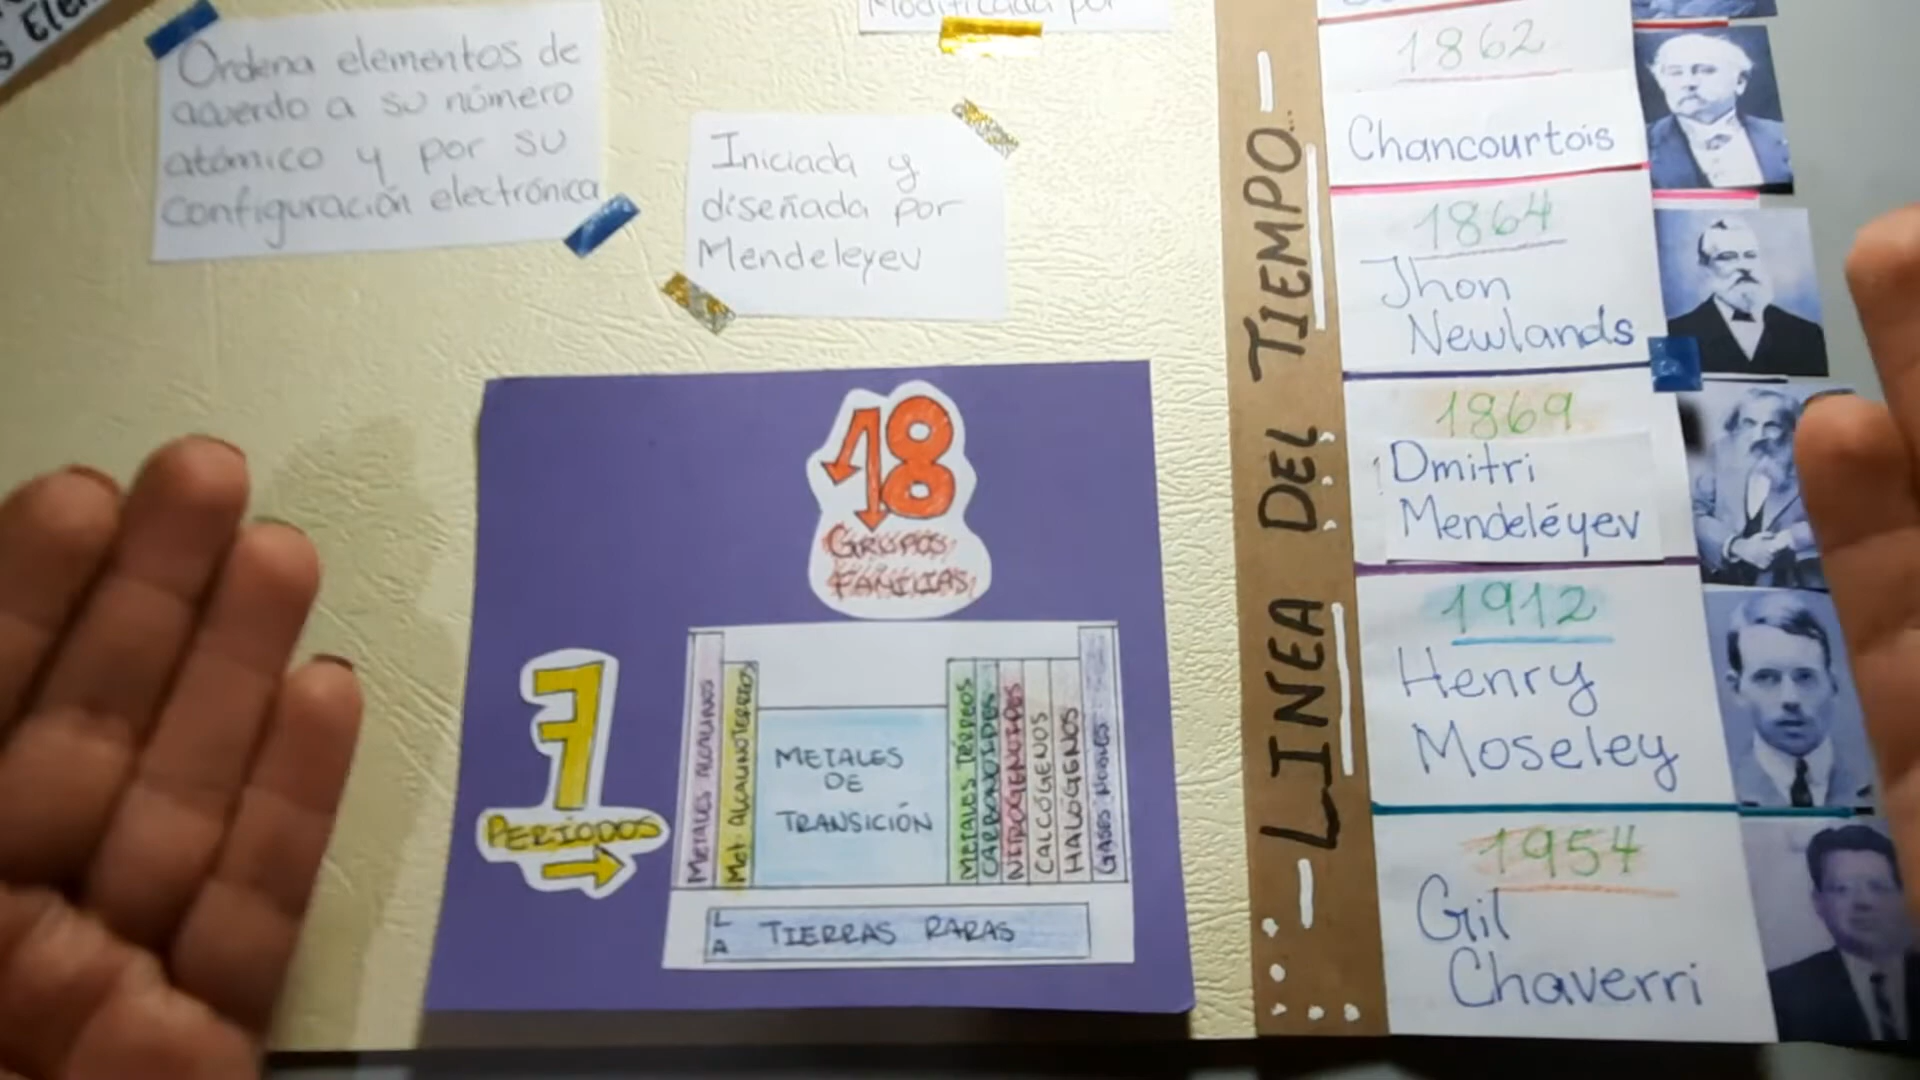 Ordena elementos de
acuerdo a su número
atómico y por su
configuración electrónica
Modificada por
Iniciada y
diseñada por
Mendeleyev
18
GRUPOS
FAMILIAS
7
PERIODOS
METALES ALCALINOS
Met. ALCALINOTERREOS
METALES
DE
TRANSICIÓN
METALES TÉRREOS
CARBONOIDES
NITROGENOIDES
CALCÓGENOS
HALÓGENOS
GASES NOBLES
L
A
TIERRAS RARAS
LINEA DEL TIEMPO...
1862
Chancourtois
1864
Jhon
Newlands
1869
Dmitri
Mendeléyev
1912
Henry
Moseley
1954
Gil
Chaverri